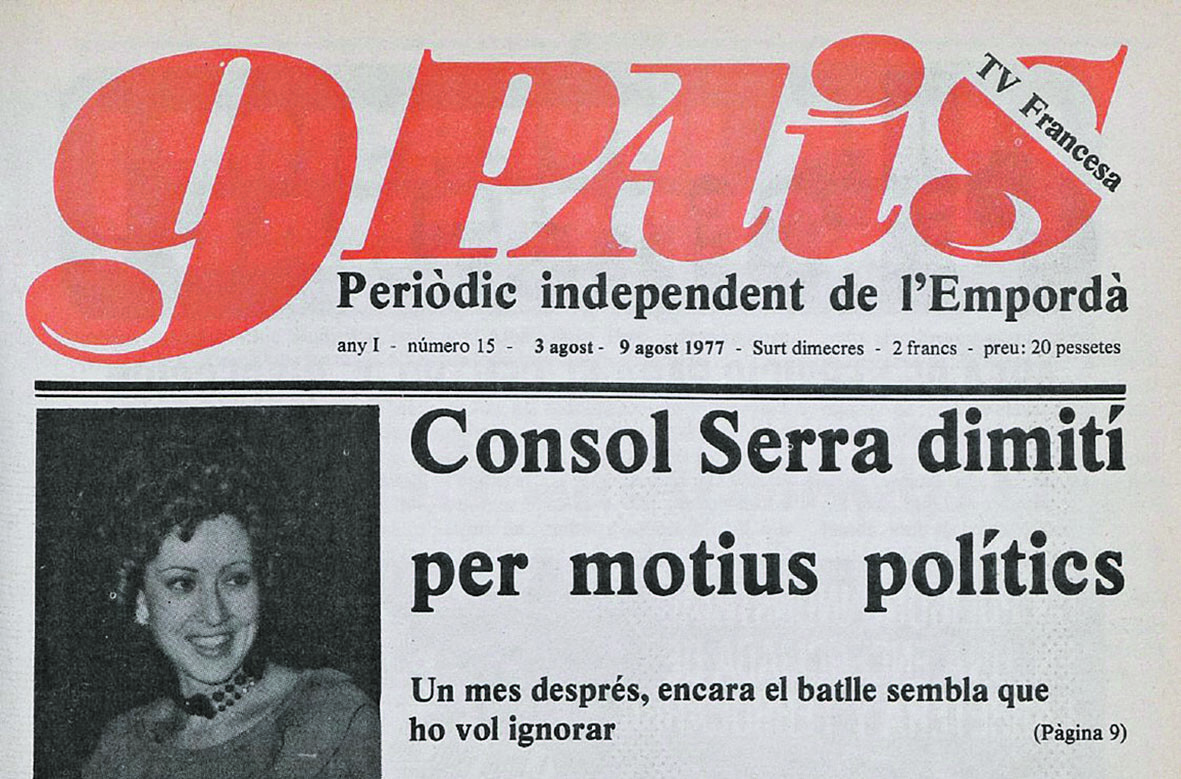 9 PAiS
TV Francesa
Periòdic independent de l'Empordà
any I - número 15 - 3 agost - 9 agost 1977 - Surt dimecres - 2 francs - preu: 20 pessetes
Consol Serra dimití
per motius polítics
Un mes després, encara el batlle sembla que
ho vol ignorar
(Pàgina 9)